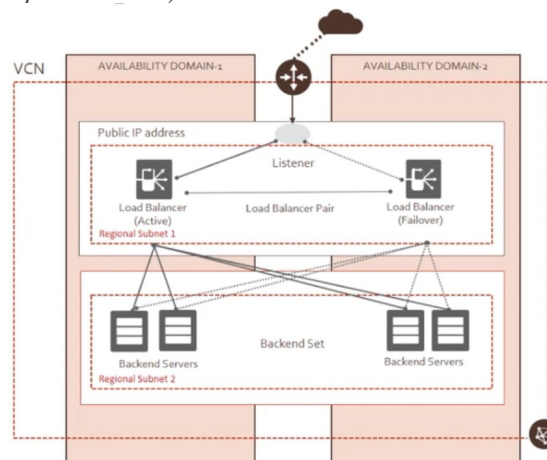 VCN
AVAILABILITY DOMAIN-1
AVAILABILITY DOMAIN-2
Public IP address
Listener
Load Balancer
(Active)
Load Balancer Pair
Load Balancer
(Failover)
Regional Subnet 1
Backend Servers
Backend Set
Backend Servers
Regional Subnet 2